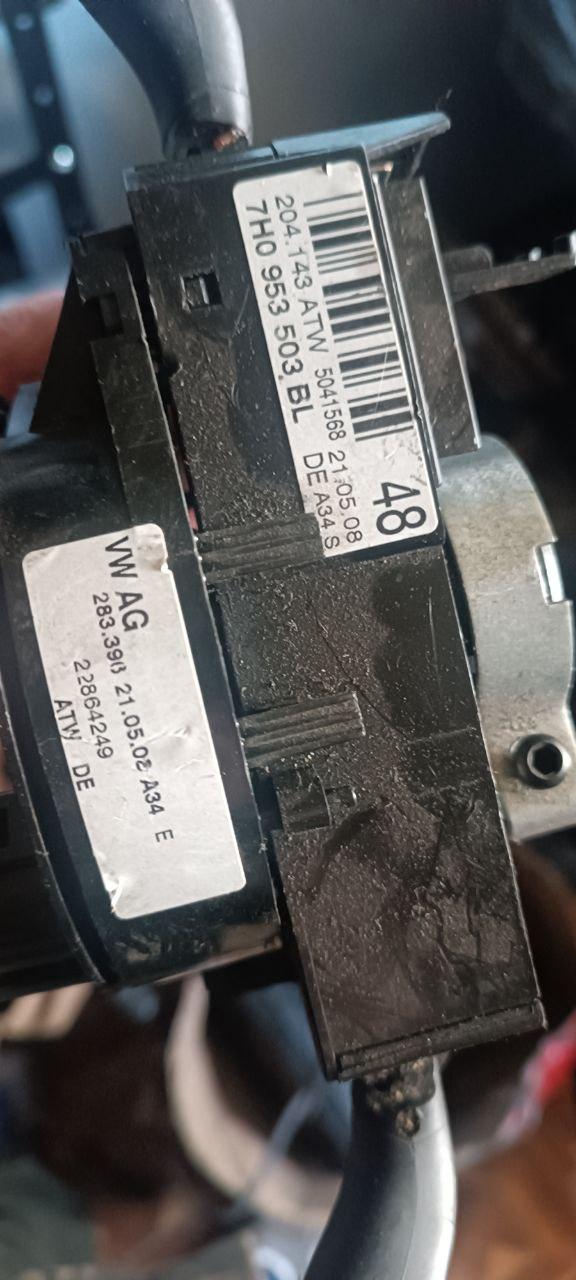 48
204.143 ATW 5041568 21.05.08
7H0 953 503 BL DE A34 S
VW AG
283.390 21.05.08 A34 E
22864249
ATW DE